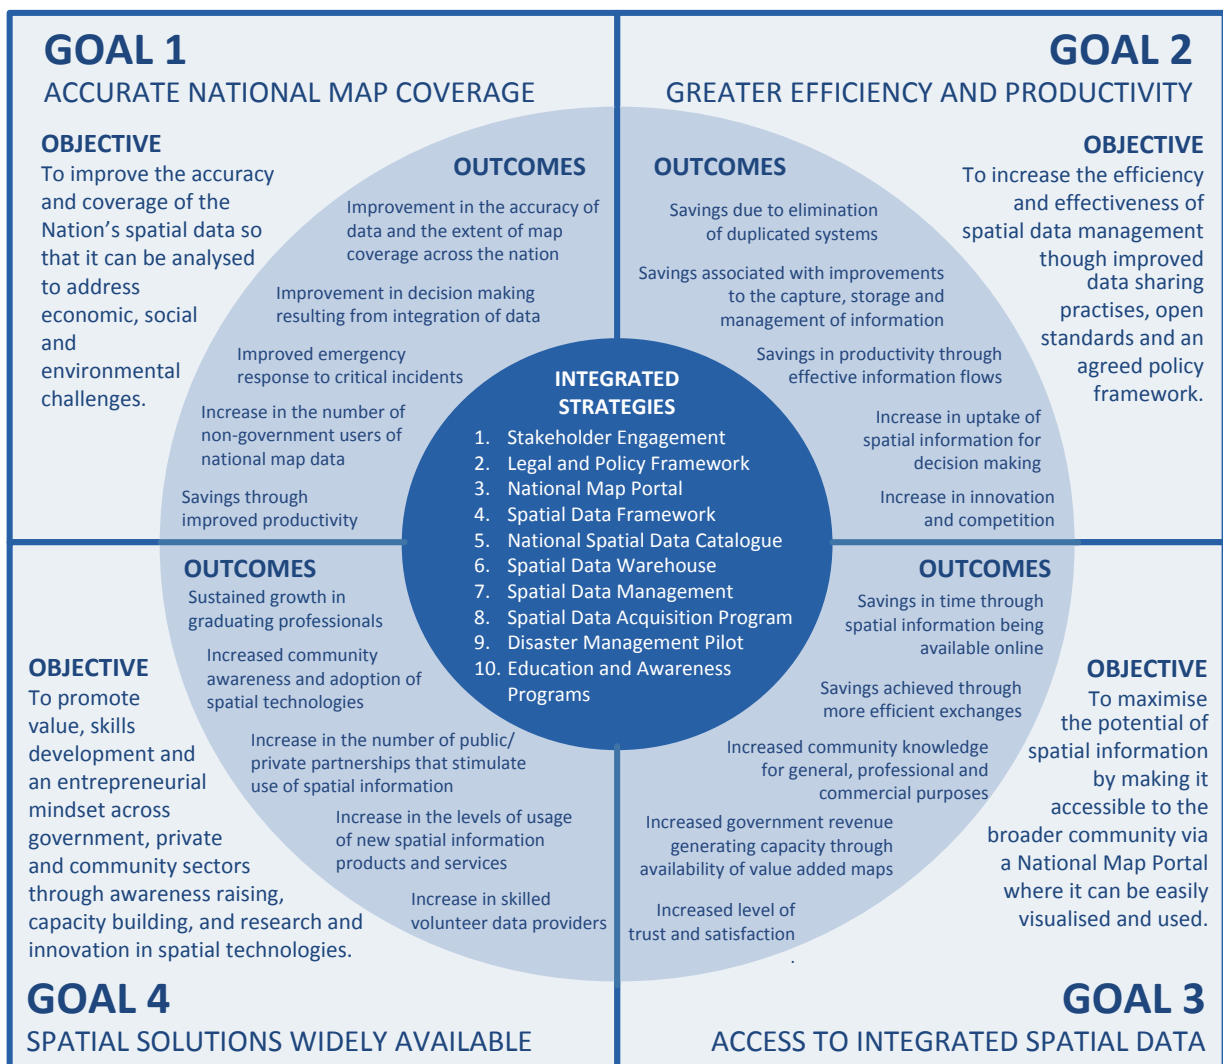 GOAL 1
ACCURATE NATIONAL MAP COVERAGE
OBJECTIVE
To improve the accuracy
and coverage of the
Nation's spatial data so
that it can be analysed
to address
economic, social
and
environmental
challenges.
OUTCOMES
Improvement in the accuracy of
data and the extent of map
coverage across the nation
Improvement in decision making
resulting from integration of data
Improved emergency
response to critical incidents
Increase in the number of
non-government users of
national map data
Savings through
improved productivity
GOAL 2
GREATER EFFICIENCY AND PRODUCTIVITY
OUTCOMES
Savings due to elimination
of duplicated systems
Savings associated with improvements
to the capture, storage and
management of information
Savings in productivity through
effective information flows
Increase in uptake of
spatial information for
decision making
Increase in innovation
and competition
OBJECTIVE
To increase the efficiency
and effectiveness of
spatial data management
though improved
data sharing
practises, open
standards and an
agreed policy
framework.
INTEGRATED
STRATEGIES
1. Stakeholder Engagement
2. Legal and Policy Framework
3. National Map Portal
4. Spatial Data Framework
5. National Spatial Data Catalogue
6. Spatial Data Warehouse
7. Spatial Data Management
8. Spatial Data Acquisition Program
9. Disaster Management Pilot
10. Education and Awareness
Programs
OUTCOMES
Sustained growth in
graduating professionals
Increased community
awareness and adoption of
spatial technologies
Increase in the number of public/
private partnerships that stimulate
use of spatial information
Increase in the levels of usage
of new spatial information
products and services
Increase in skilled
volunteer data providers
OBJECTIVE
To promote
value, skills
development and
an entrepreneurial
mindset across
government, private
and community sectors
through awareness raising,
capacity building, and research and
innovation in spatial technologies.
GOAL 4
SPATIAL SOLUTIONS WIDELY AVAILABLE
OUTCOMES
Savings in time through
spatial information being
available online
Savings achieved through
more efficient exchanges
Increased community knowledge
for general, professional and
commercial purposes
Increased government revenue
generating capacity through
availability of value added maps
Increased level of
trust and satisfaction
.
OBJECTIVE
To maximise
the potential of
spatial information
by making it
accessible to the
broader community via
a National Map Portal
where it can be easily
visualised and used.
GOAL 3
ACCESS TO INTEGRATED SPATIAL DATA